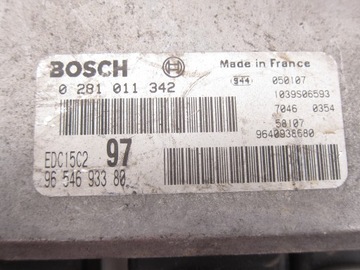 BOSCH
Made in France
0 281 011 342
944 050107
1039S06593
7046 0354
58107
9640938680
EDC15C2 97
96 546 933 80